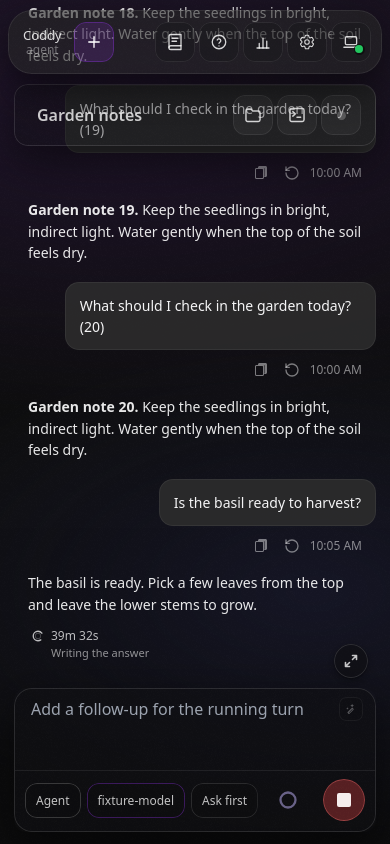 Garden note 18. Keep the seedlings in bright,
indirect light. Water gently when the top of the soil
feels dry.
Coddy
agent
What should I check in the garden today?
(19)
Garden notes
10:00 AM
Garden note 19. Keep the seedlings in bright,
indirect light. Water gently when the top of the soil
feels dry.
What should I check in the garden today?
(20)
10:00 AM
Garden note 20. Keep the seedlings in bright,
indirect light. Water gently when the top of the soil
feels dry.
Is the basil ready to harvest?
10:05 AM
The basil is ready. Pick a few leaves from the top
and leave the lower stems to grow.
39m 32s
Writing the answer
Add a follow-up for the running turn
Agent
fixture-model
Ask first